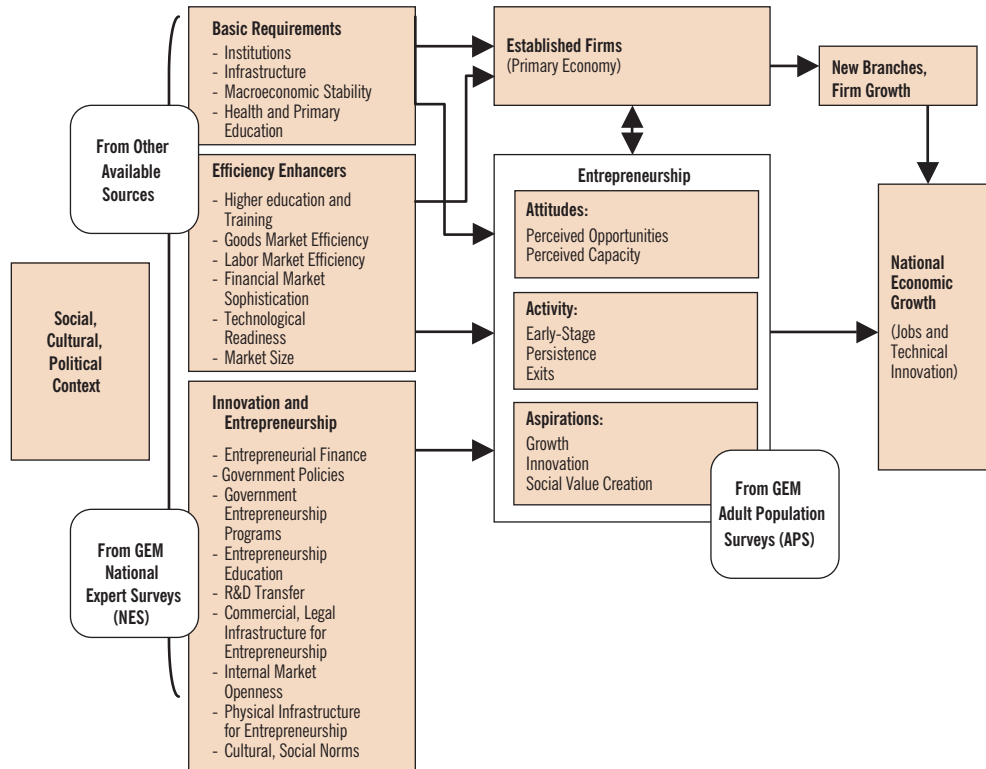 Basic Requirements
- Institutions
- Infrastructure
- Macroeconomic Stability
- Health and Primary
Education
Established Firms
(Primary Economy)
New Branches,
Firm Growth
From Other
Available
Sources
Efficiency Enhancers
- Higher education and
Training
- Goods Market Efficiency
- Labor Market Efficiency
- Financial Market
Sophistication
- Technological
Readiness
- Market Size
Entrepreneurship
Attitudes:
Perceived Opportunities
Perceived Capacity
Activity:
Early-Stage
Persistence
Exits
Aspirations:
Growth
Innovation
Social Value Creation
National
Economic
Growth
(Jobs and
Technical
Innovation)
Social,
Cultural,
Political
Context
Innovation and
Entrepreneurship
- Entrepreneurial Finance
- Government Policies
- Government
Entrepreneurship
Programs
- Entrepreneurship
Education
- R&D Transfer
- Commercial, Legal
Infrastructure for
Entrepreneurship
- Internal Market
Openness
- Physical Infrastructure
for Entrepreneurship
- Cultural, Social Norms
From GEM
National
Expert Surveys
(NES)
From GEM
Adult Population
Surveys (APS)